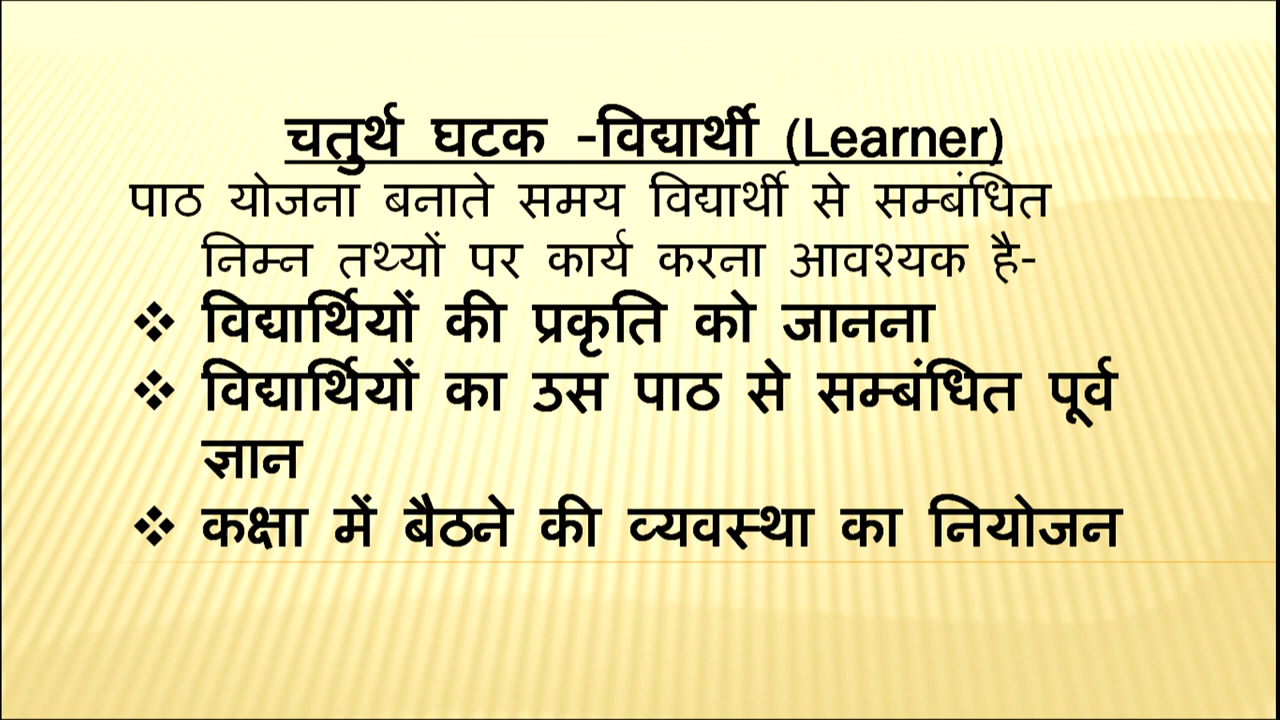 चतुर्थ घटक -विद्यार्थी (Learner)
पाठ योजना बनाते समय विद्यार्थी से सम्बंधित
निम्न तथ्यों पर कार्य करना आवश्यक है-
❖ विद्यार्थियों की प्रकृति को जानना
❖ विद्यार्थियों का उस पाठ से सम्बंधित पूर्व
ज्ञान
❖ कक्षा में बैठने की व्यवस्था का नियोजन